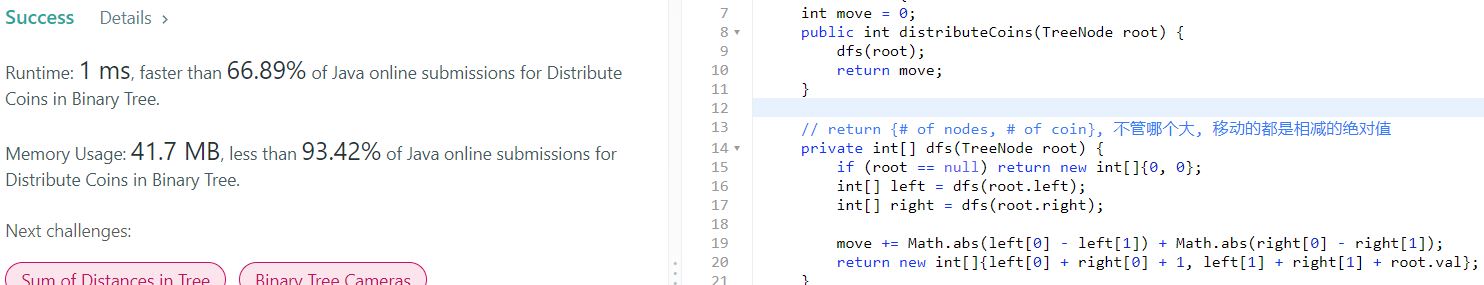 Success Details >
Runtime: 1 ms, faster than 66.89% of Java online submissions for Distribute
Coins in Binary Tree.
Memory Usage: 41.7 MB, less than 93.42% of Java online submissions for
Distribute Coins in Binary Tree.
Next challenges:
Sum of Distances in Tree Binary Tree Cameras
7 int move = 0;
8 public int distributeCoins(TreeNode root) {
9 dfs(root);
10 return move;
11 }
12
13 // return {# of nodes, # of coin}, 不管哪个大, 移动的都是相减的绝对值
14 private int[] dfs(TreeNode root) {
15 if (root == null) return new int[]{0, 0};
16 int[] left = dfs(root.left);
17 int[] right = dfs(root.right);
18
19 move += Math.abs(left[0] - left[1]) + Math.abs(right[0] - right[1]);
20 return new int[]{left[0] + right[0] + 1, left[1] + right[1] + root.val};
21 }